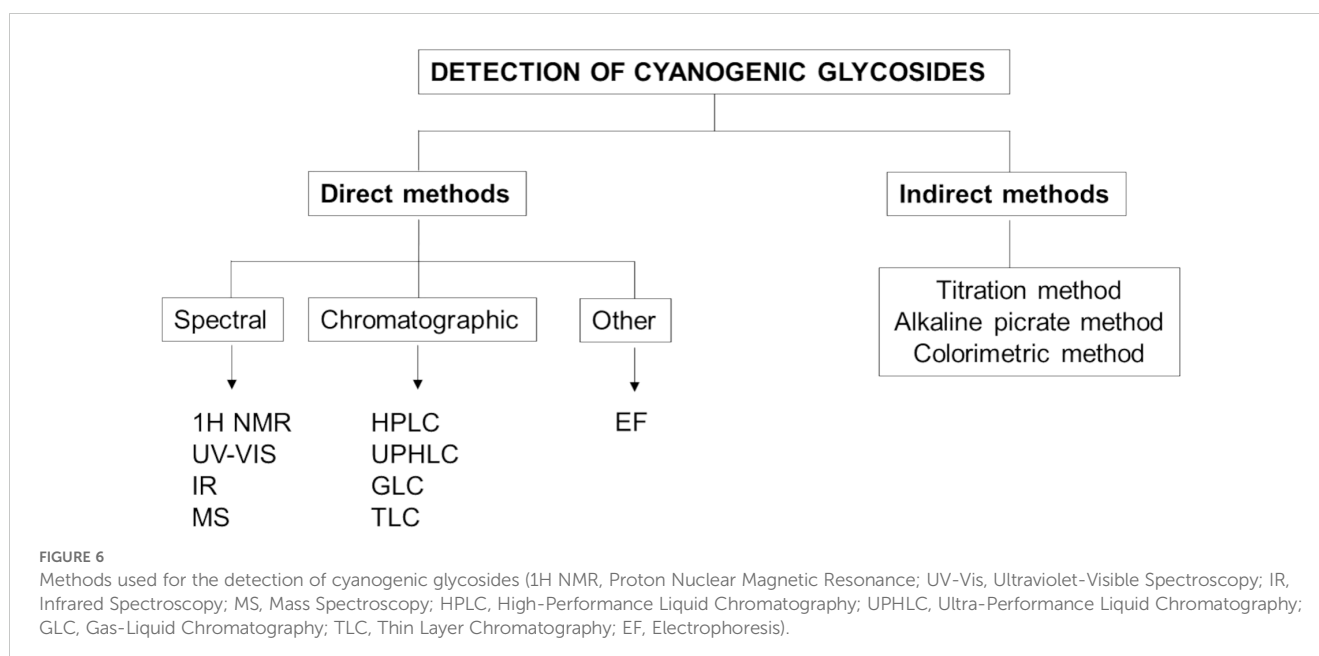 DETECTION OF CYANOGENIC GLYCOSIDES
Direct methods
Indirect methods
Spectral
Chromatographic
Other
Titration method
Alkaline picrate method
Colorimetric method
1H NMR
UV-VIS
IR
MS
HPLC
UPHLC
GLC
TLC
EF
FIGURE 6
Methods used for the detection of cyanogenic glycosides (1H NMR, Proton Nuclear Magnetic Resonance; UV-Vis, Ultraviolet-Visible Spectroscopy; IR,
Infrared Spectroscopy; MS, Mass Spectroscopy; HPLC, High-Performance Liquid Chromatography; UPHLC, Ultra-Performance Liquid Chromatography;
GLC, Gas-Liquid Chromatography; TLC, Thin Layer Chromatography; EF, Electrophoresis).